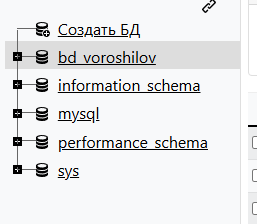 Создать БД
bd_voroshilov
information_schema
mysql
performance_schema
sys